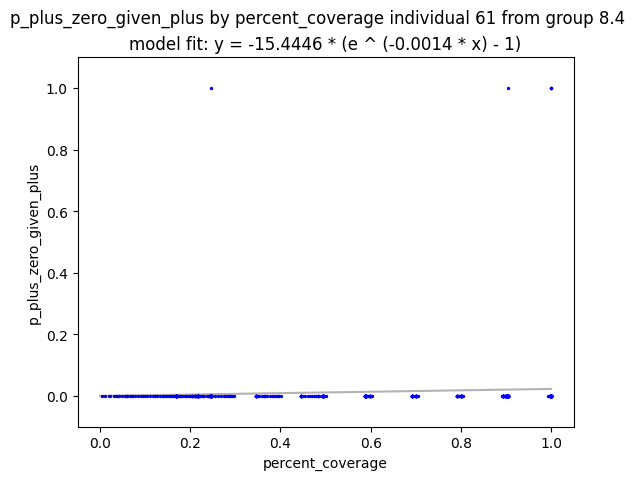 p_plus_zero_given_plus by percent_coverage individual 61 from group 8.4
model fit: y = -15.4446 * (e ^ (-0.0014 * x) - 1)
1.0
0.8
0.6
0.4
0.2
0.0
p_plus_zero_given_plus
0.0 0.2 0.4 0.6 0.8 1.0
percent_coverage